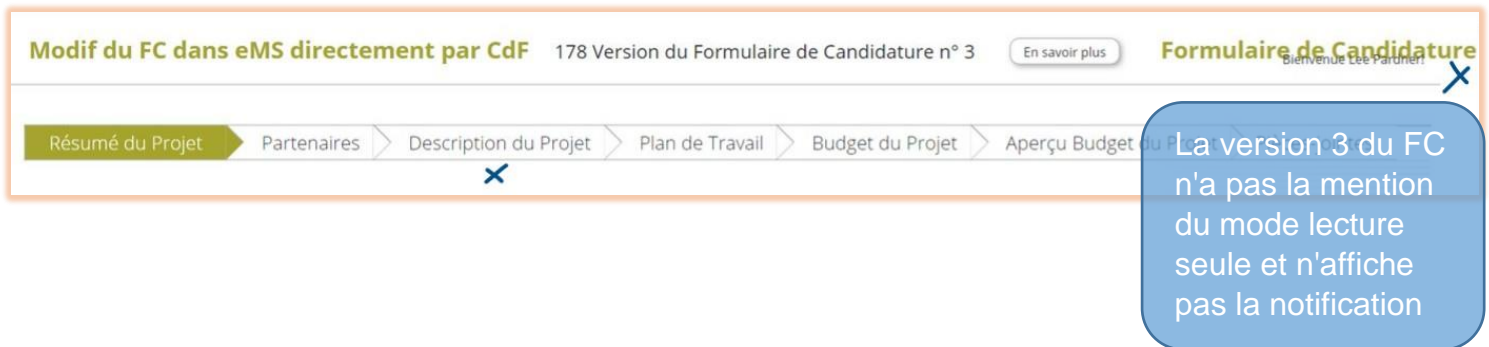 Modif du FC dans eMS directement par CdF 178 Version du Formulaire de Candidature n° 3 En savoir plus Formulaire de Candidature
Bienvenue Lee Partner!
Résumé du Projet Partenaires Description du Projet Plan de Travail Budget du Projet Aperçu Budget du Projet
La version 3 du FC
n'a pas la mention
du mode lecture
seule et n'affiche
pas la notification